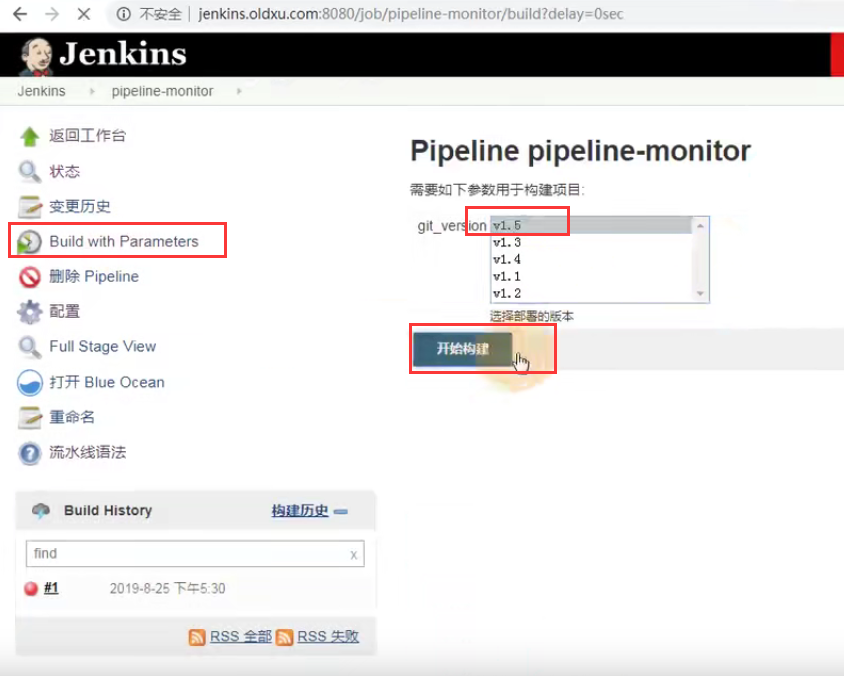 不安全 jenkins.oldxu.com:8080/job/pipeline-monitor/build?delay=0sec
Jenkins
Jenkins pipeline-monitor
返回工作台
状态
变更历史
Build with Parameters
删除 Pipeline
配置
Full Stage View
打开 Blue Ocean
重命名
流水线语法
Build History 构建历史
find x
#1 2019-8-25 下午5:30
RSS 全部 RSS 失败
Pipeline pipeline-monitor
需要如下参数用于构建项目:
git_version v1.5
v1.3
v1.4
v1.1
v1.2
选择部署的版本
开始构建